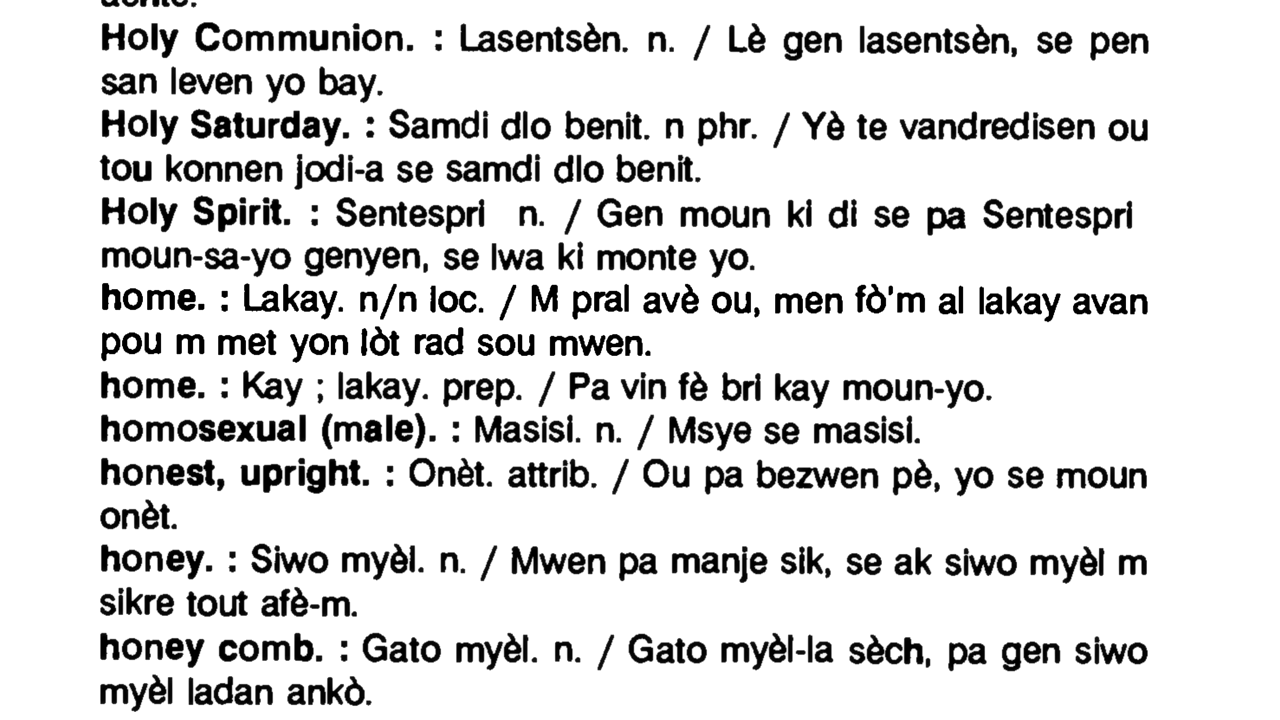 Holy Communion. : Lasentsèn. n. / Lè gen lasentsèn, se pen
san leven yo bay.
Holy Saturday. : Samdi dlo benit. n phr. / Yè te vandredisen ou
tou konnen jodi-a se samdi dlo benit.
Holy Spirit. : Sentespri n. / Gen moun ki di se pa Sentespri
moun-sa-yo genyen, se lwa ki monte yo.
home. : Lakay. n/n loc. / M pral avè ou, men fò'm al lakay avan
pou m met yon lòt rad sou mwen.
home. : Kay ; lakay. prep. / Pa vin fè bri kay moun-yo.
homosexual (male). : Masisi. n. / Msye se masisi.
honest, upright. : Onèt. attrib. / Ou pa bezwen pè, yo se moun
onèt.
honey. : Siwo myèl. n. / Mwen pa manje sik, se ak siwo myèl m
sikre tout afè-m.
honey comb. : Gato myèl. n. / Gato myèl-la sèch, pa gen siwo
myèl ladan ankò.